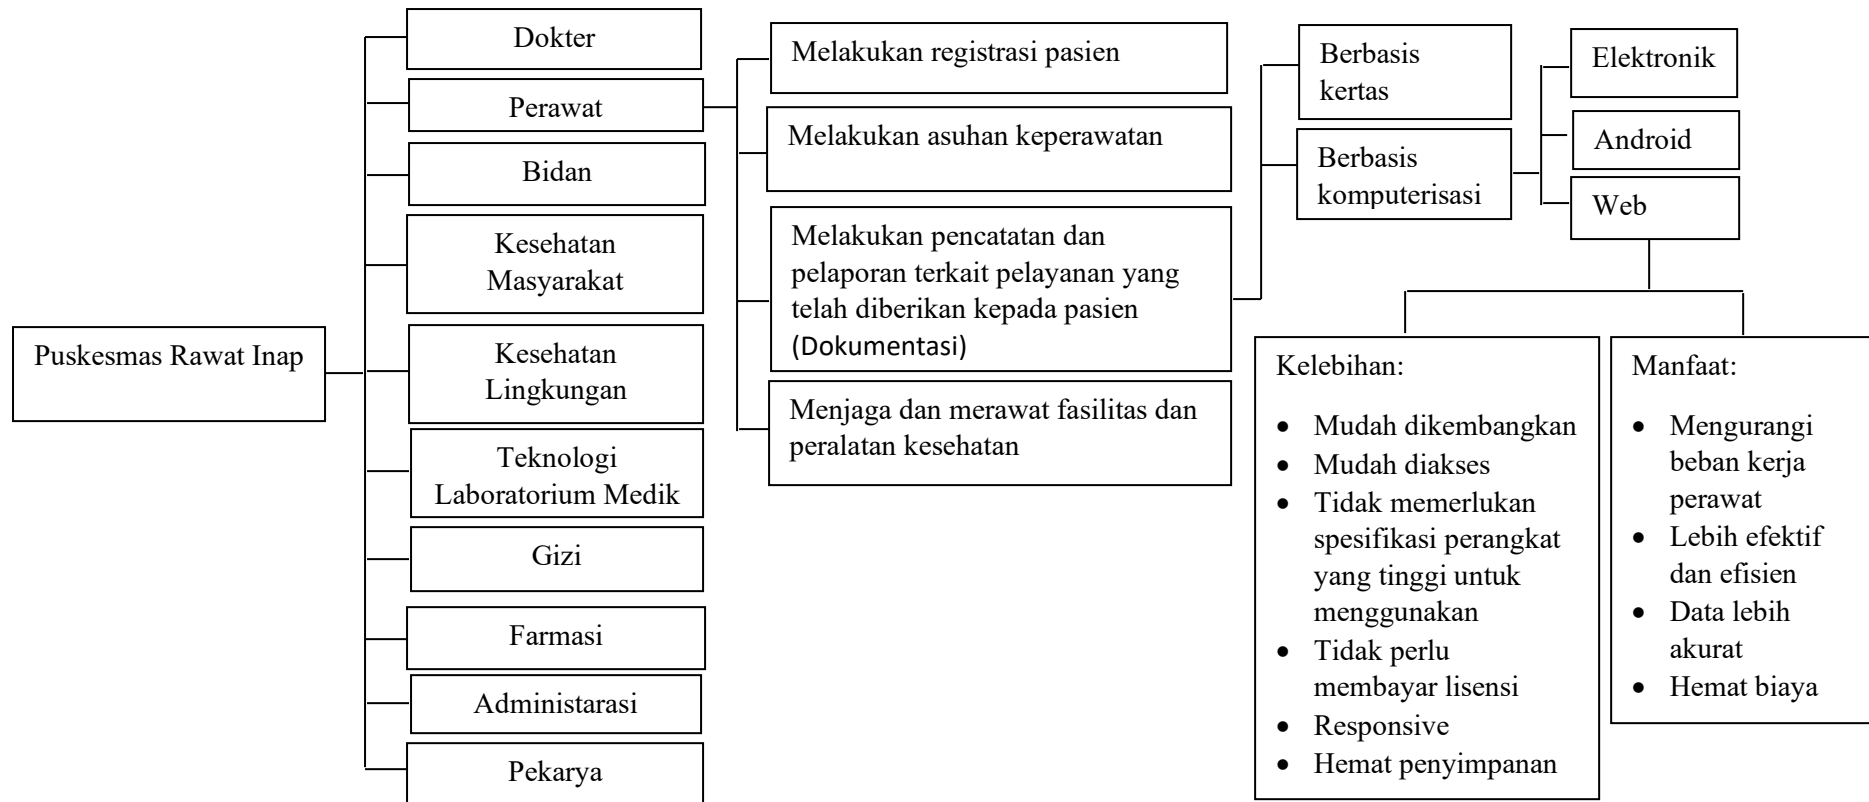 Puskesmas Rawat Inap
Dokter
Perawat
Bidan
Kesehatan
Masyarakat
Kesehatan
Lingkungan
Teknologi
Laboratorium Medik
Gizi
Farmasi
Administarasi
Pekarya
Melakukan registrasi pasien
Melakukan asuhan keperawatan
Melakukan pencatatan dan
pelaporan terkait pelayanan yang
telah diberikan kepada pasien
(Dokumentasi)
Menjaga dan merawat fasilitas dan
peralatan kesehatan
Berbasis
kertas
Berbasis
komputerisasi
Elektronik
Android
Web
Kelebihan:
• Mudah dikembangkan
• Mudah diakses
• Tidak memerlukan
spesifikasi perangkat
yang tinggi untuk
menggunakan
• Tidak perlu
membayar lisensi
• Responsive
• Hemat penyimpanan
Manfaat:
• Mengurangi
beban kerja
perawat
• Lebih efektif
dan efisien
• Data lebih
akurat
• Hemat biaya